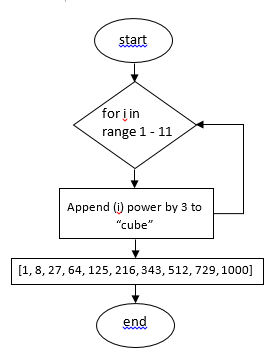 start
for i in
range 1 - 11
Append (i) power by 3 to
“cube”
[1, 8, 27, 64, 125, 216, 343, 512, 729, 1000]
end